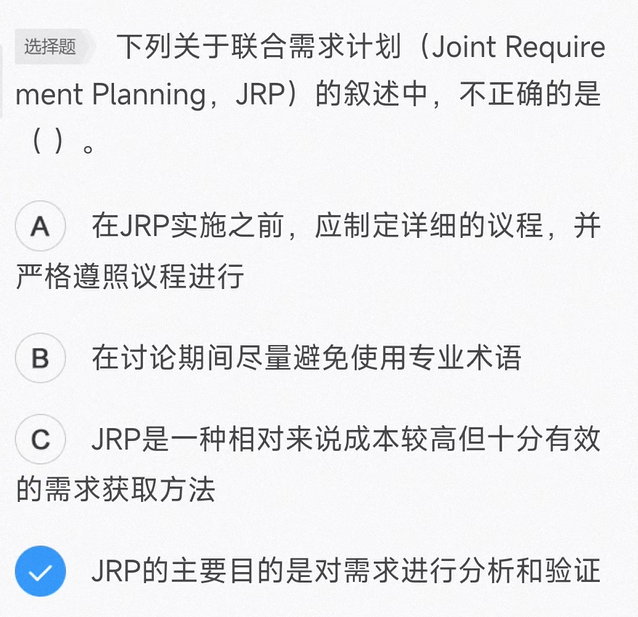 选择题 下列关于联合需求计划（Joint Require
ment Planning，JRP）的叙述中，不正确的是
（ ）。
A 在JRP实施之前，应制定详细的议程，并
严格遵照议程进行
B 在讨论期间尽量避免使用专业术语
C JRP是一种相对来说成本较高但十分有效
的需求获取方法
JRP的主要目的是对需求进行分析和验证